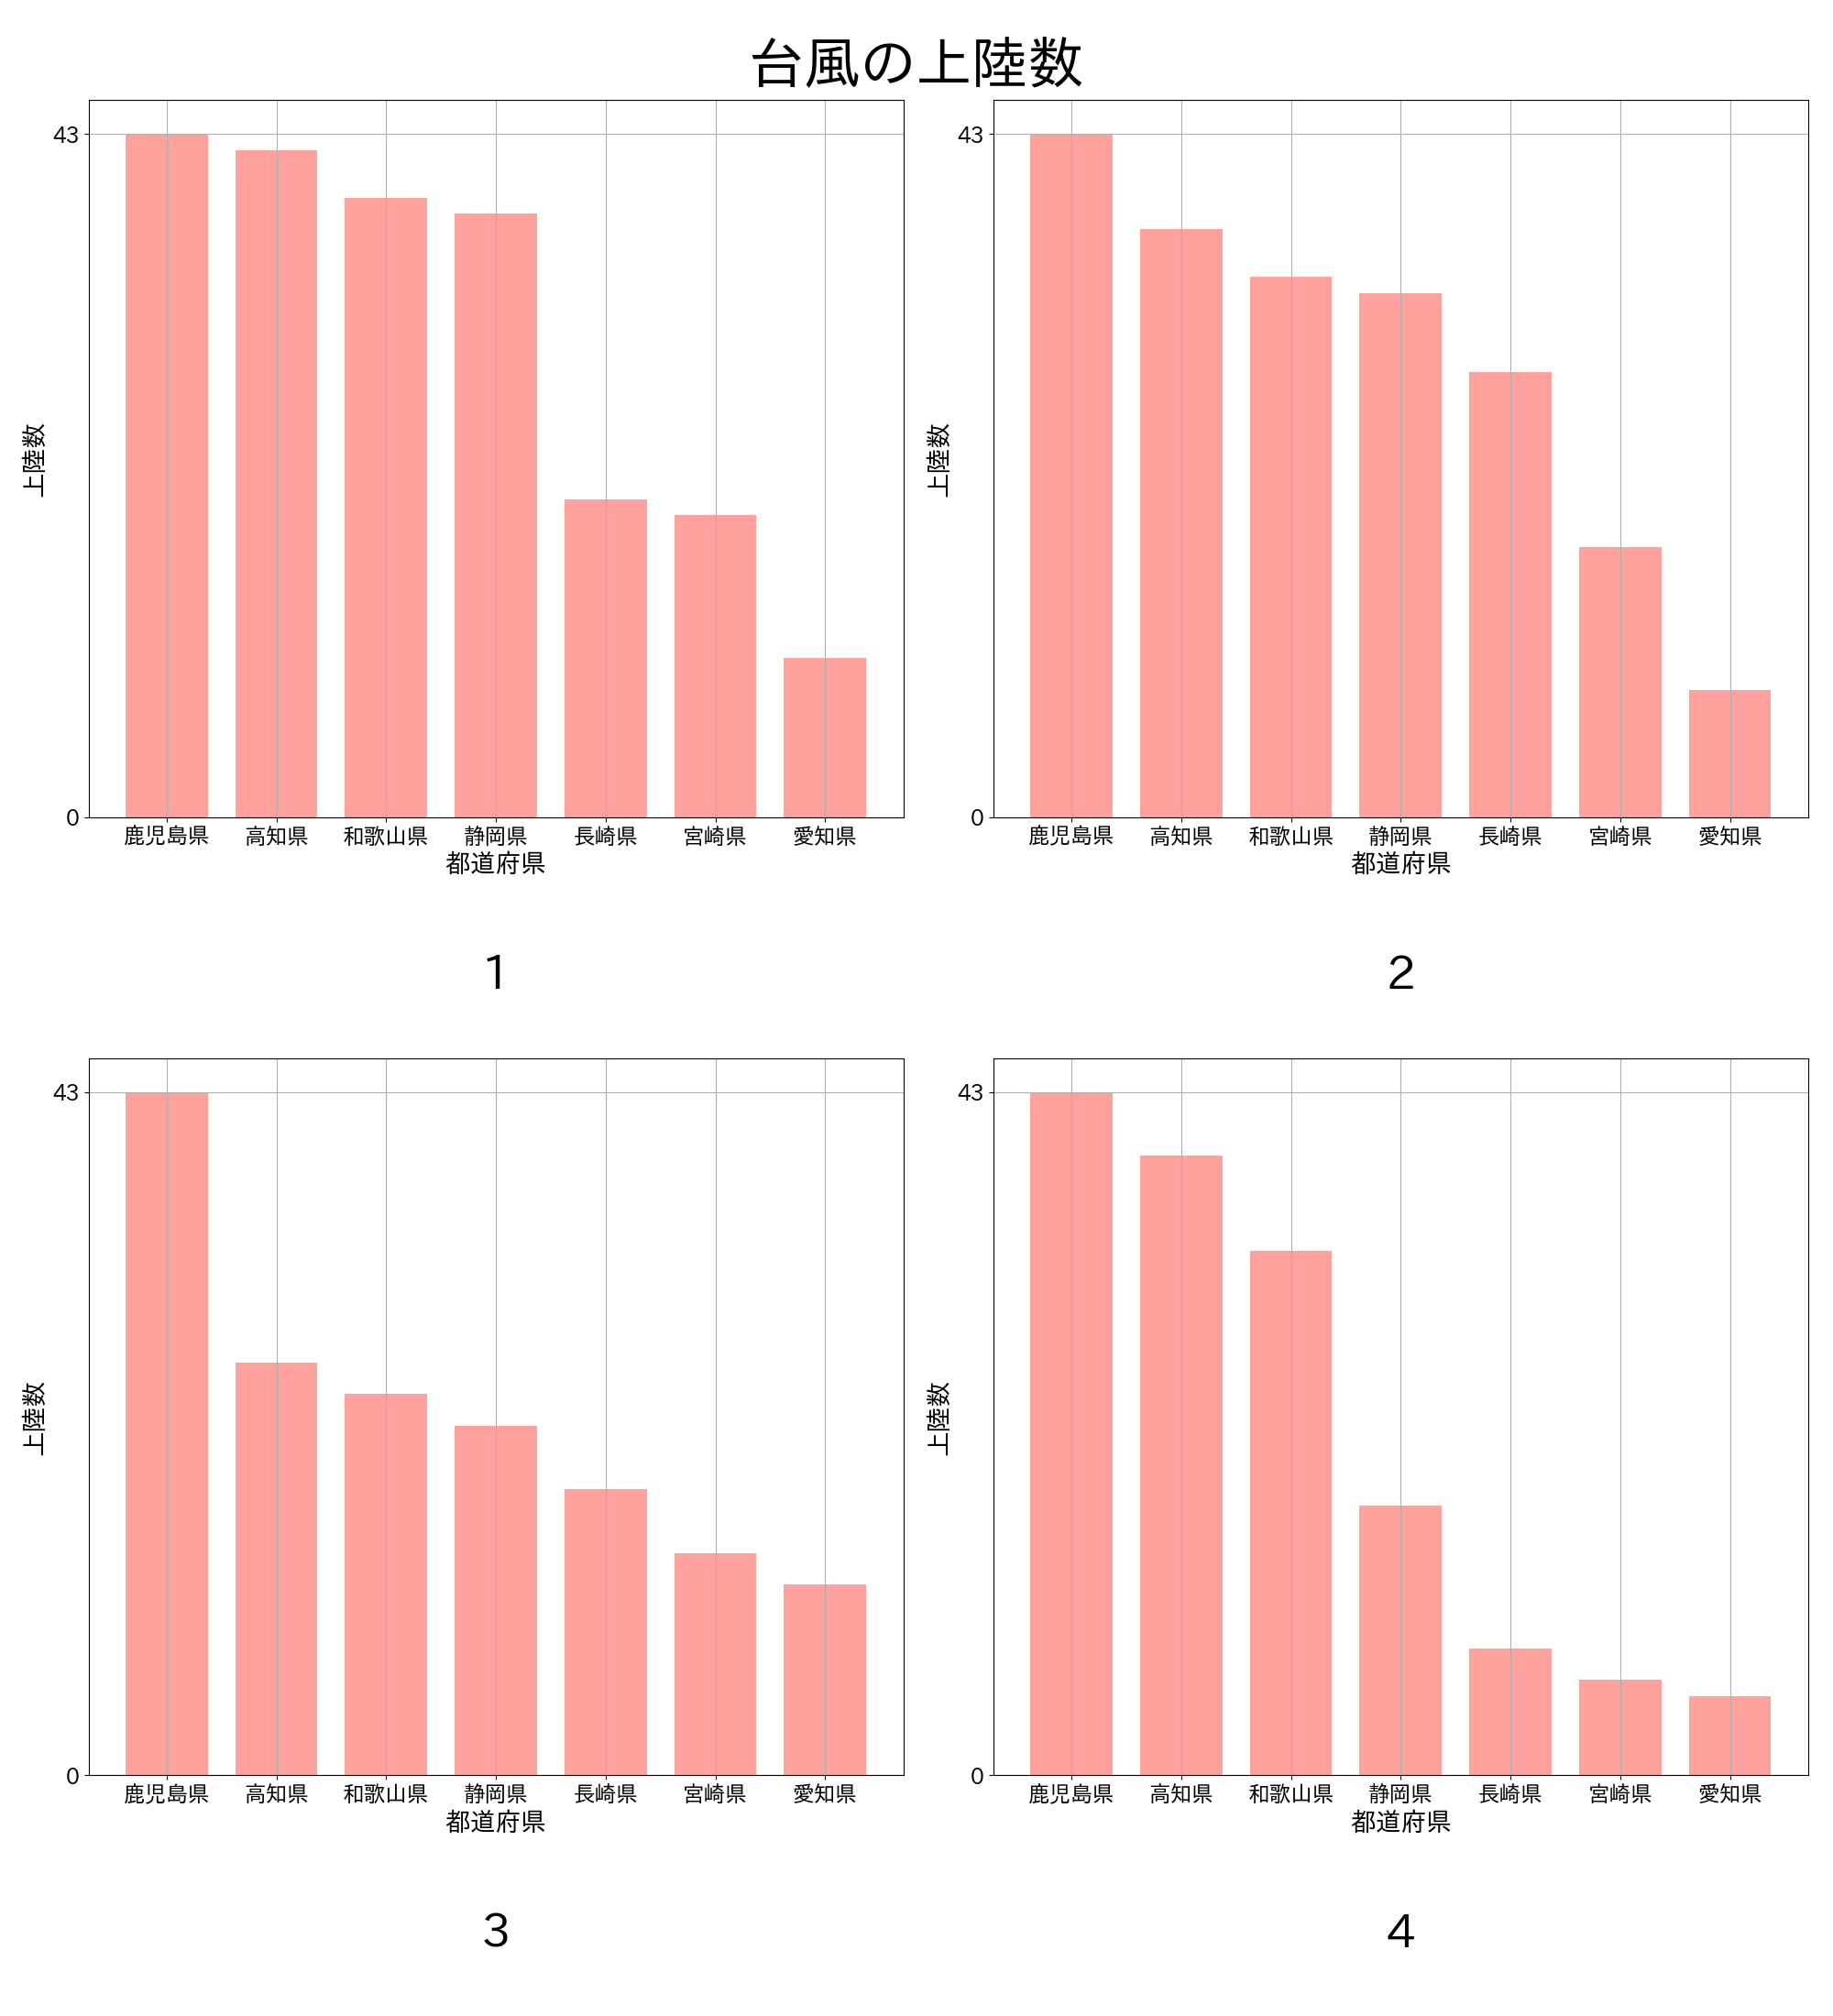 台風の上陸数
43
0
上陸数
鹿児島県 高知県 和歌山県 静岡県 長崎県 宮崎県 愛知県
都道府県
1
43
0
上陸数
鹿児島県 高知県 和歌山県 静岡県 長崎県 宮崎県 愛知県
都道府県
2
43
0
上陸数
鹿児島県 高知県 和歌山県 静岡県 長崎県 宮崎県 愛知県
都道府県
3
43
0
上陸数
鹿児島県 高知県 和歌山県 静岡県 長崎県 宮崎県 愛知県
都道府県
4